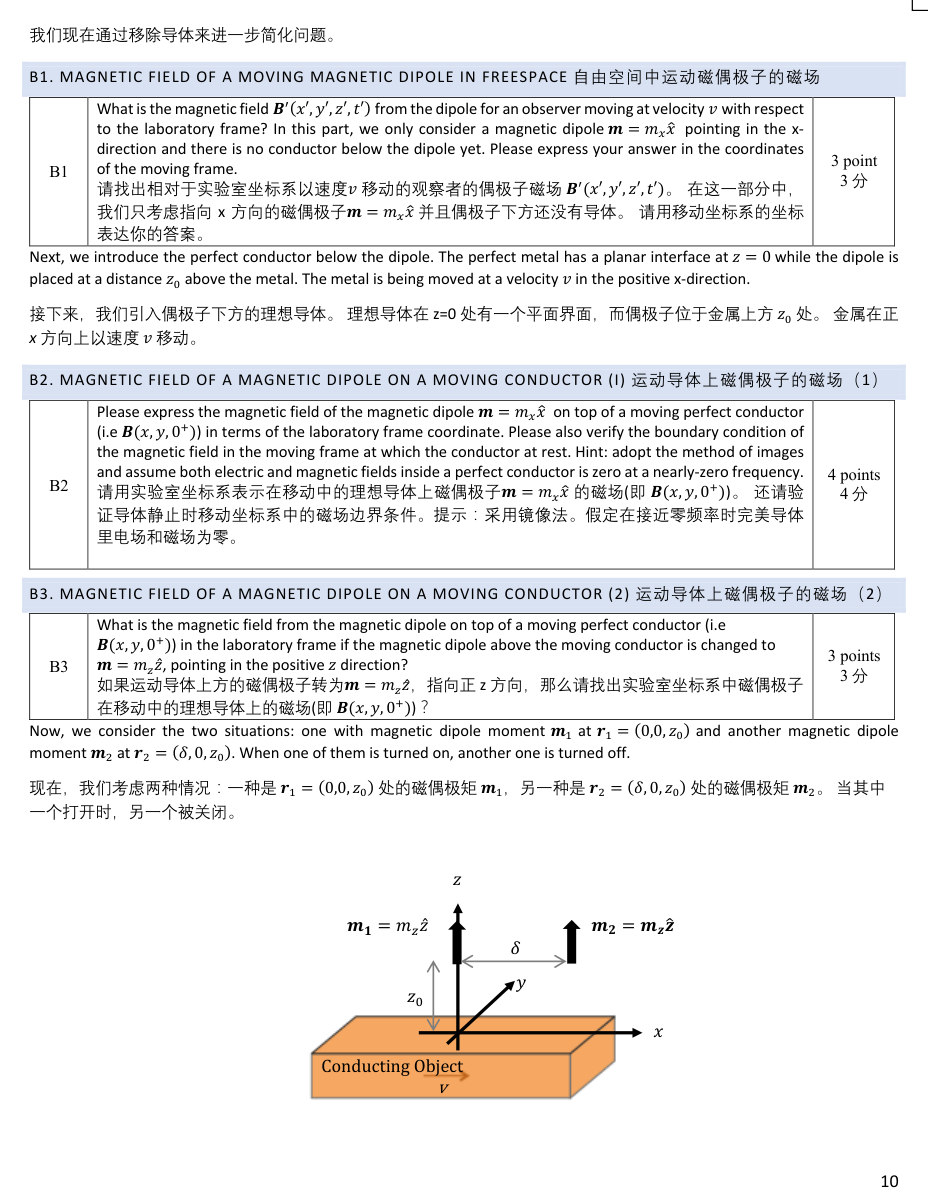 我们现在通过移除导体来进一步简化问题。
B1. MAGNETIC FIELD OF A MOVING MAGNETIC DIPOLE IN FREESPACE 自由空间中运动磁偶极子的磁场
What is the magnetic field 𝑩′(𝑥′, 𝑦′, 𝑧′, 𝑡′) from the dipole for an observer moving at velocity 𝑣 with respect
to the laboratory frame? In this part, we only consider a magnetic dipole 𝒎 = 𝑚ₓ𝑥̂ pointing in the x-
direction and there is no conductor below the dipole yet. Please express your answer in the coordinates
B1
of the moving frame.
3 point
请找出相对于实验室坐标系以速度𝑣 移动的观察者的偶极子磁场 𝑩′(𝑥′, 𝑦′, 𝑧′, 𝑡′)。 在这一部分中，
3 分
我们只考虑指向 x 方向的磁偶极子𝒎 = 𝑚ₓ𝑥̂ 并且偶极子下方还没有导体。 请用移动坐标系的坐标
表达你的答案。
Next, we introduce the perfect conductor below the dipole. The perfect metal has a planar interface at 𝑧 = 0 while the dipole is
placed at a distance 𝑧₀ above the metal. The metal is being moved at a velocity 𝑣 in the positive x-direction.
接下来，我们引入偶极子下方的理想导体。 理想导体在 z=0 处有一个平面界面，而偶极子位于金属上方 𝑧₀ 处。 金属在正
x 方向上以速度 𝑣 移动。
B2. MAGNETIC FIELD OF A MAGNETIC DIPOLE ON A MOVING CONDUCTOR (I) 运动导体上磁偶极子的磁场（1）
Please express the magnetic field of the magnetic dipole 𝒎 = 𝑚ₓ𝑥̂ on top of a moving perfect conductor
(i.e 𝑩(𝑥, 𝑦, 0⁺)) in terms of the laboratory frame coordinate. Please also verify the boundary condition of
the magnetic field in the moving frame at which the conductor at rest. Hint: adopt the method of images
and assume both electric and magnetic fields inside a perfect conductor is zero at a nearly-zero frequency.
B2
4 points
请用实验室坐标系表示在移动中的理想导体上磁偶极子𝒎 = 𝑚ₓ𝑥̂ 的磁场(即 𝑩(𝑥, 𝑦, 0⁺))。 还请验
4 分
证导体静止时移动坐标系中的磁场边界条件。提示：采用镜像法。假定在接近零频率时完美导体
里电场和磁场为零。
B3. MAGNETIC FIELD OF A MAGNETIC DIPOLE ON A MOVING CONDUCTOR (2) 运动导体上磁偶极子的磁场（2）
What is the magnetic field from the magnetic dipole on top of a moving perfect conductor (i.e
𝑩(𝑥, 𝑦, 0⁺)) in the laboratory frame if the magnetic dipole above the moving conductor is changed to
B3
𝒎 = 𝑚_𝑧𝑧̂, pointing in the positive 𝑧 direction?
3 points
如果运动导体上方的磁偶极子转为𝒎 = 𝑚_𝑧𝑧̂，指向正 z 方向，那么请找出实验室坐标系中磁偶极子
3 分
在移动中的理想导体上的磁场(即 𝑩(𝑥, 𝑦, 0⁺))？
Now, we consider the two situations: one with magnetic dipole moment 𝒎₁ at 𝒓₁ = (0,0, 𝑧₀) and another magnetic dipole
moment 𝒎₂ at 𝒓₂ = (𝛿, 0, 𝑧₀). When one of them is turned on, another one is turned off.
现在，我们考虑两种情况：一种是 𝒓₁ = (0,0, 𝑧₀) 处的磁偶极矩 𝒎₁，另一种是 𝒓₂ = (𝛿, 0, 𝑧₀) 处的磁偶极矩 𝒎₂。 当其中
一个打开时，另一个被关闭。
𝑧
𝒎₁ = 𝑚_𝑧𝑧̂
𝒎₂ = 𝒎_𝒛𝒛̂
𝛿
𝑦
𝑧₀
𝑥
Conducting Object
𝑣
10